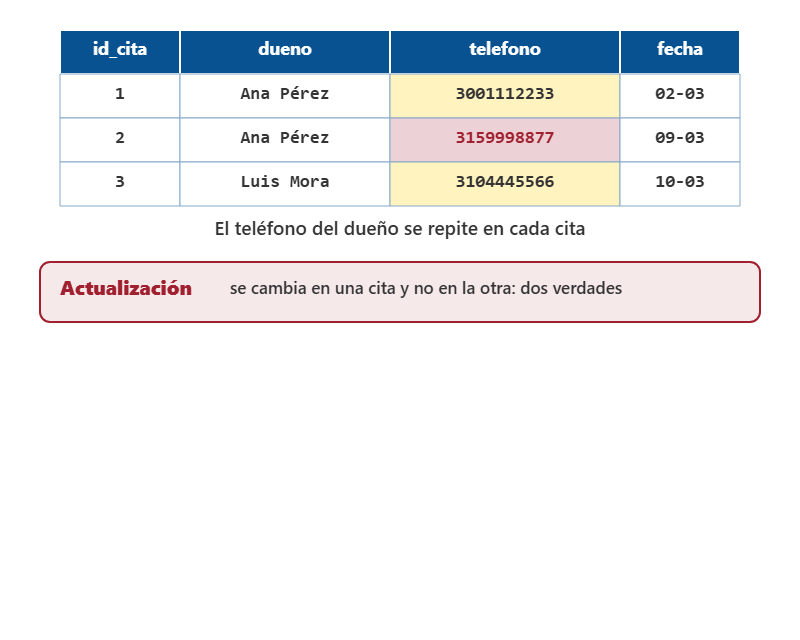 id_cita dueno telefono fecha
1 Ana Pérez 3001112233 02-03
2 Ana Pérez 3159998877 09-03
3 Luis Mora 3104445566 10-03
El teléfono del dueño se repite en cada cita
Actualización se cambia en una cita y no en la otra: dos verdades